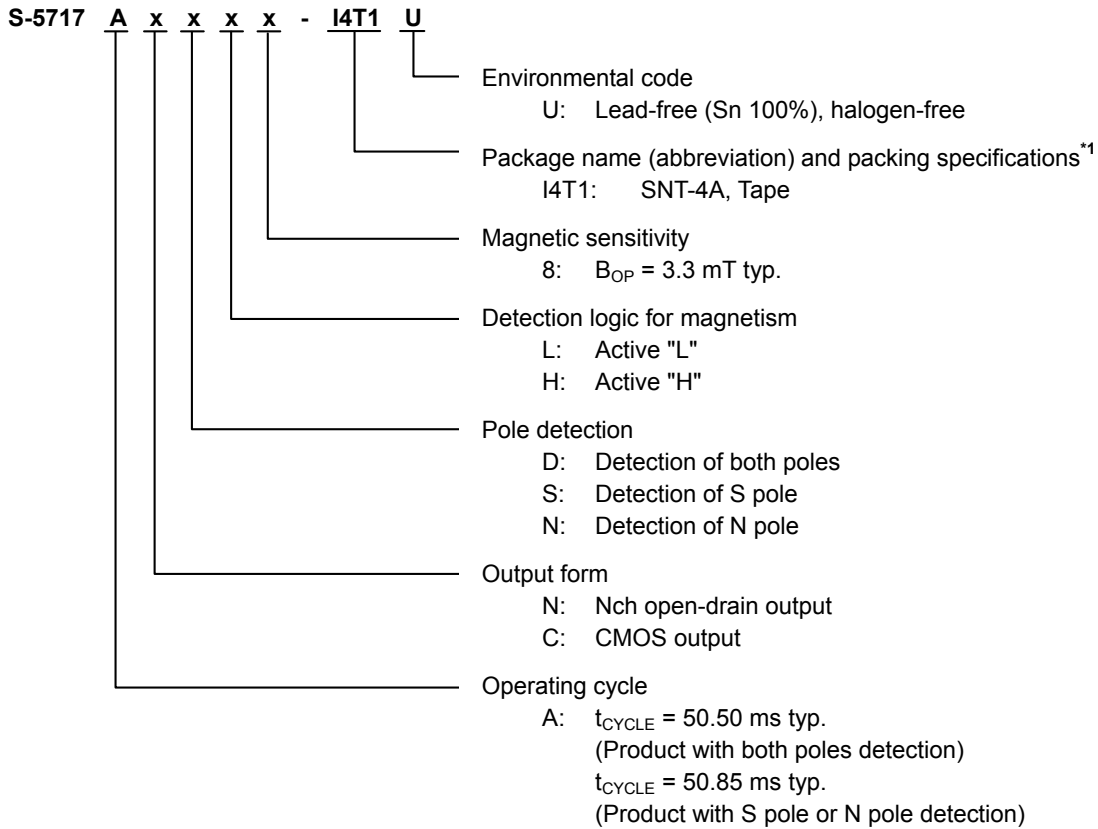 S-5717 A x x x x - I4T1 U
Environmental code
U: Lead-free (Sn 100%), halogen-free
Package name (abbreviation) and packing specifications*1
I4T1: SNT-4A, Tape
Magnetic sensitivity
8: BOP = 3.3 mT typ.
Detection logic for magnetism
L: Active "L"
H: Active "H"
Pole detection
D: Detection of both poles
S: Detection of S pole
N: Detection of N pole
Output form
N: Nch open-drain output
C: CMOS output
Operating cycle
A: tCYCLE = 50.50 ms typ.
(Product with both poles detection)
tCYCLE = 50.85 ms typ.
(Product with S pole or N pole detection)